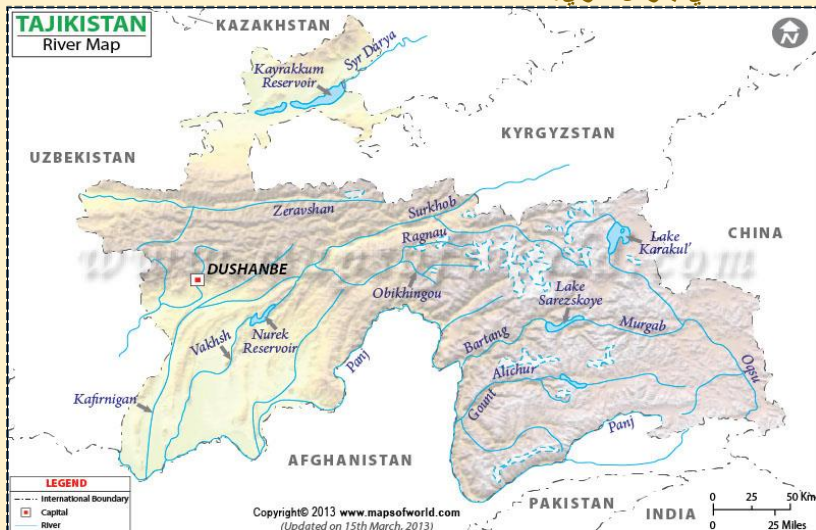 TAJIKISTAN
River Map
KAZAKHSTAN
Syr Darya
Kayrakkum
Reservoir
KYRGYZSTAN
UZBEKISTAN
Zeravshan
Surkhob
Ragnau
Lake
Karakul'
CHINA
DUSHANBE
Obikhingou
Lake
Sarezskoye
Murgab
Bartang
Vakhsh
Nurek
Reservoir
Panj
Alichur
Oqsu
Gount
Kafirnigan
Panj
AFGHANISTAN
PAKISTAN
INDIA
LEGEND
International Boundary
Capital
River
Copyright© 2013 www.mapsofworld.com
(Updated on 15th March, 2013)
0 50 Km
25 Miles
N